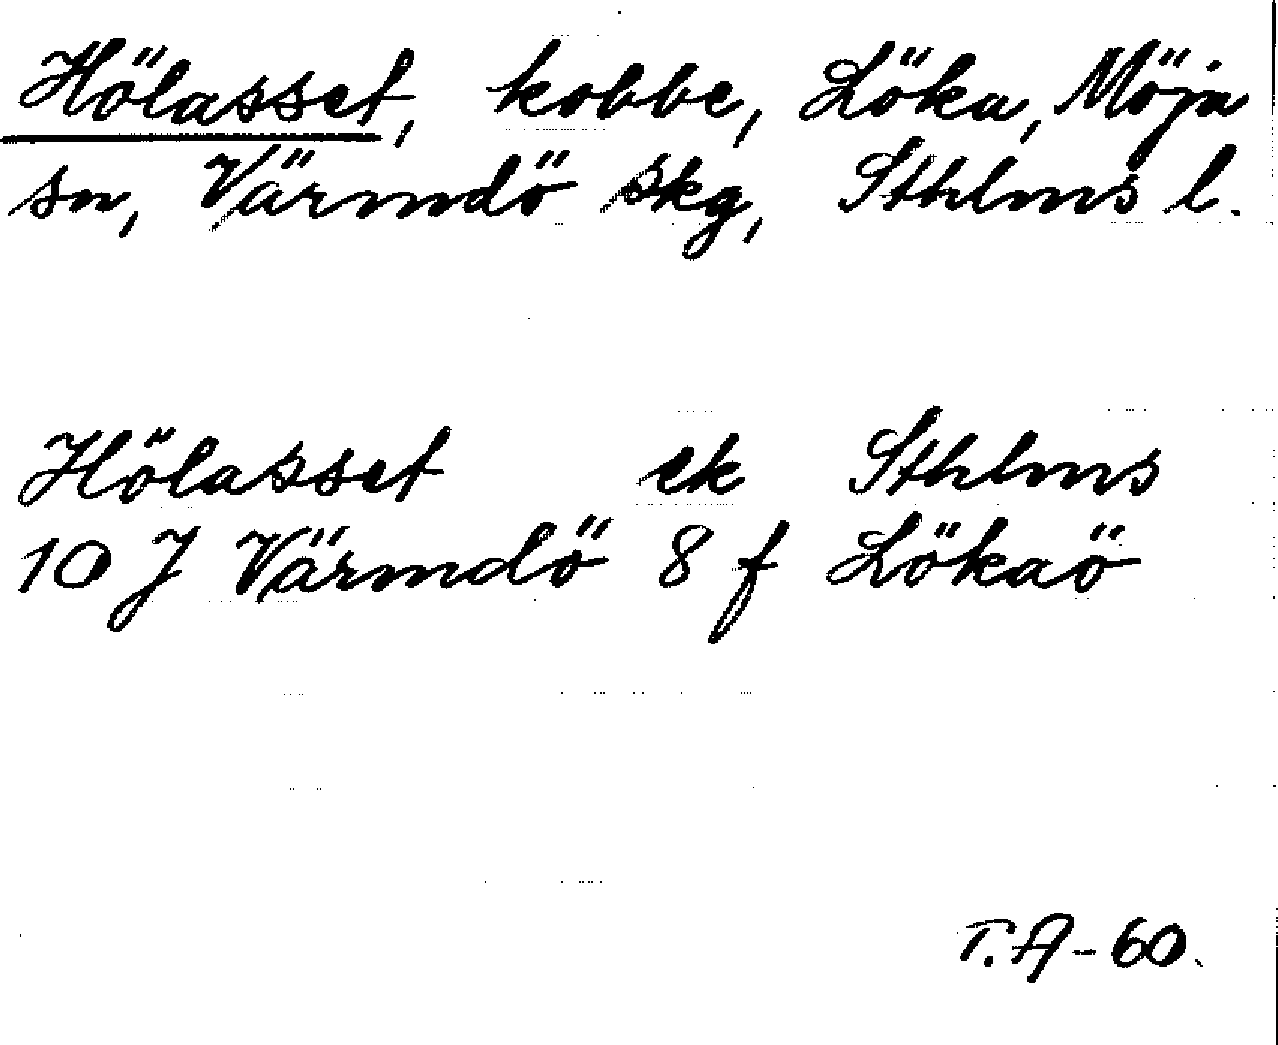 Hölasset, kobbe, Löka, Möja
sn, Värmdö skg, Sthlms l.
Hölasset ek Sthlms
10 J Värmdö 8 f Lökaö
T.A-60.